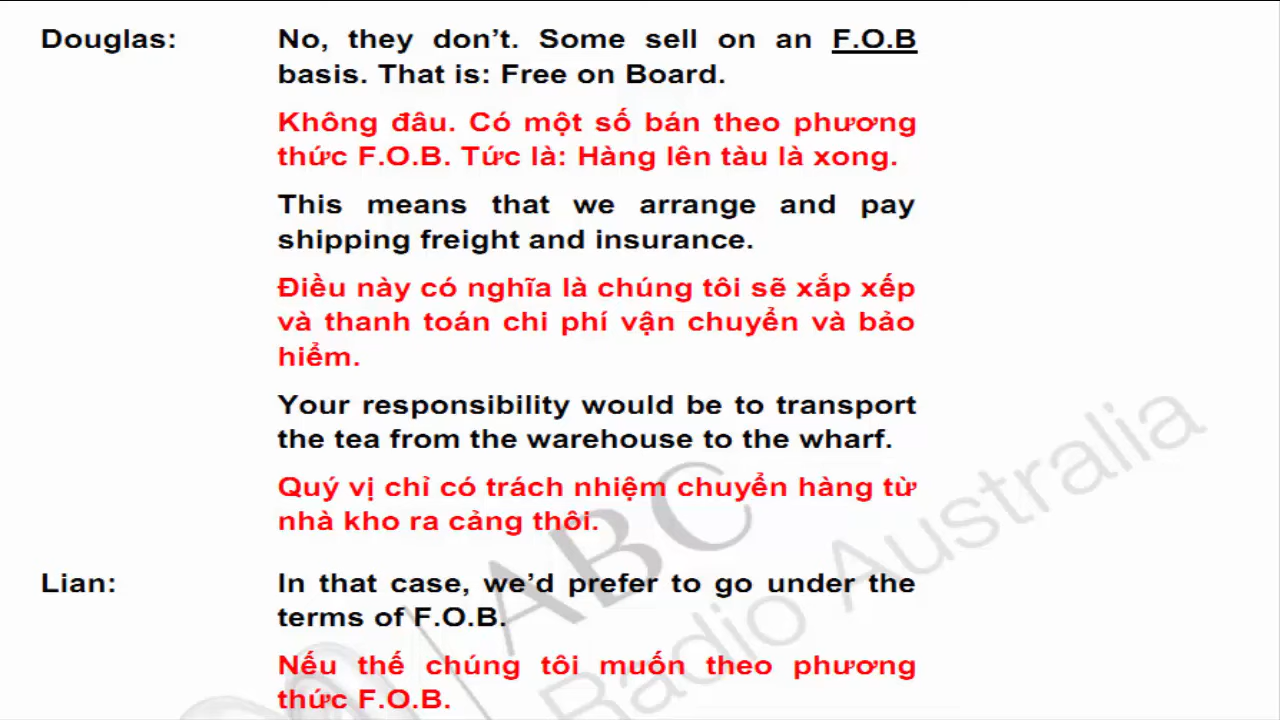 Douglas: No, they don't. Some sell on an F.O.B
basis. That is: Free on Board.
Không đâu. Có một số bán theo phương
thức F.O.B. Tức là: Hàng lên tàu là xong.
This means that we arrange and pay
shipping freight and insurance.
Điều này có nghĩa là chúng tôi sẽ xắp xếp
và thanh toán chi phí vận chuyển và bảo
hiểm.
Your responsibility would be to transport
the tea from the warehouse to the wharf.
Quý vị chỉ có trách nhiệm chuyển hàng từ
nhà kho ra cảng thôi.
Lian: In that case, we'd prefer to go under the
terms of F.O.B.
Nếu thế chúng tôi muốn theo phương
thức F.O.B.
ABC
Radio Australia